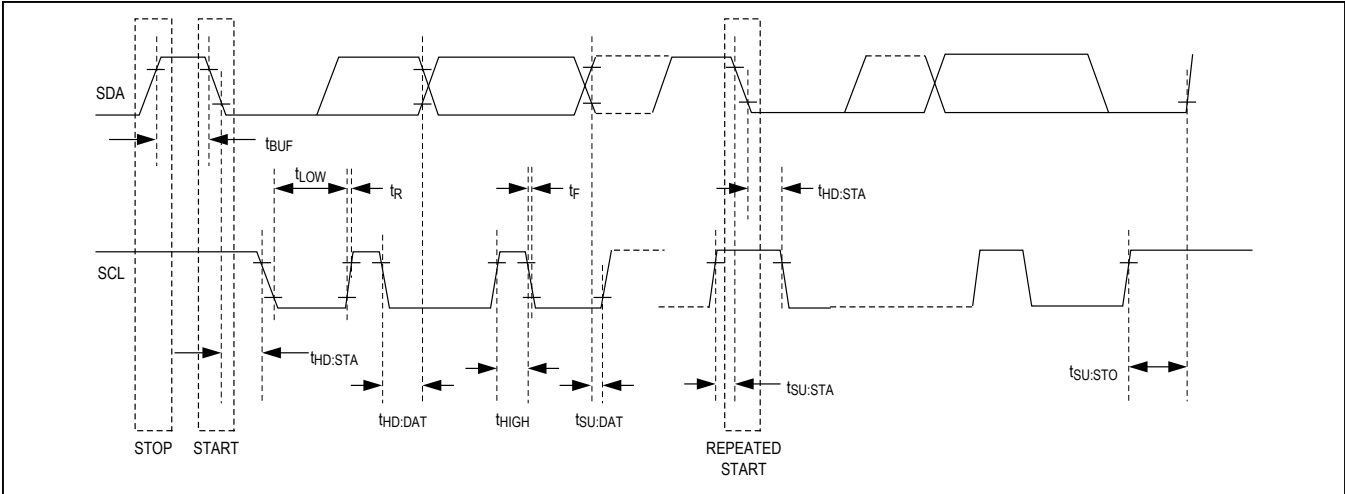 SDA
tBUF
tLOW
tR
tF
tHD:STA
SCL
tHD:STA
tSU:STA
tSU:STO
tHD:DAT
tHIGH
tSU:DAT
STOP
START
REPEATED
START